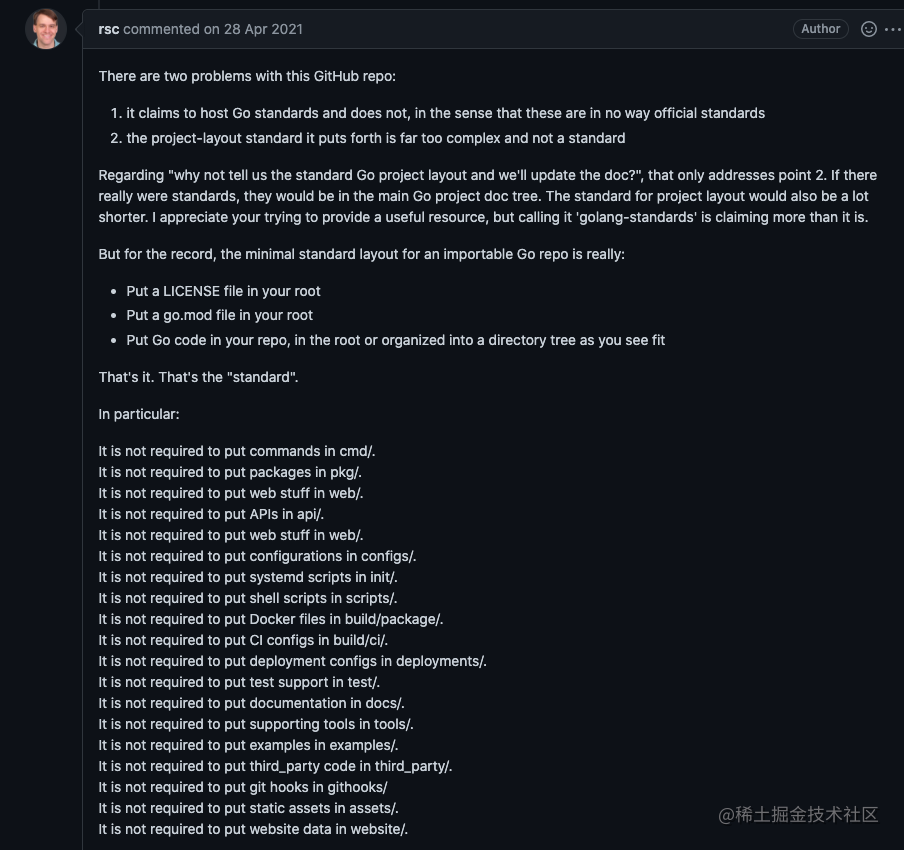 rsc commented on 28 Apr 2021
Author
There are two problems with this GitHub repo:
1. it claims to host Go standards and does not, in the sense that these are in no way official standards
2. the project-layout standard it puts forth is far too complex and not a standard
Regarding "why not tell us the standard Go project layout and we'll update the doc?", that only addresses point 2. If there
really were standards, they would be in the main Go project doc tree. The standard for project layout would also be a lot
shorter. I appreciate your trying to provide a useful resource, but calling it 'golang-standards' is claiming more than it is.
But for the record, the minimal standard layout for an importable Go repo is really:
• Put a LICENSE file in your root
• Put a go.mod file in your root
• Put Go code in your repo, in the root or organized into a directory tree as you see fit
That's it. That's the "standard".
In particular:
It is not required to put commands in cmd/.
It is not required to put packages in pkg/.
It is not required to put web stuff in web/.
It is not required to put APIs in api/.
It is not required to put web stuff in web/.
It is not required to put configurations in configs/.
It is not required to put systemd scripts in init/.
It is not required to put shell scripts in scripts/.
It is not required to put Docker files in build/package/.
It is not required to put CI configs in build/ci/.
It is not required to put deployment configs in deployments/.
It is not required to put test support in test/.
It is not required to put documentation in docs/.
It is not required to put supporting tools in tools/.
It is not required to put examples in examples/.
It is not required to put third_party code in third_party/.
It is not required to put git hooks in githooks/
It is not required to put static assets in assets/.
It is not required to put website data in website/.
@稀土掘金技术社区